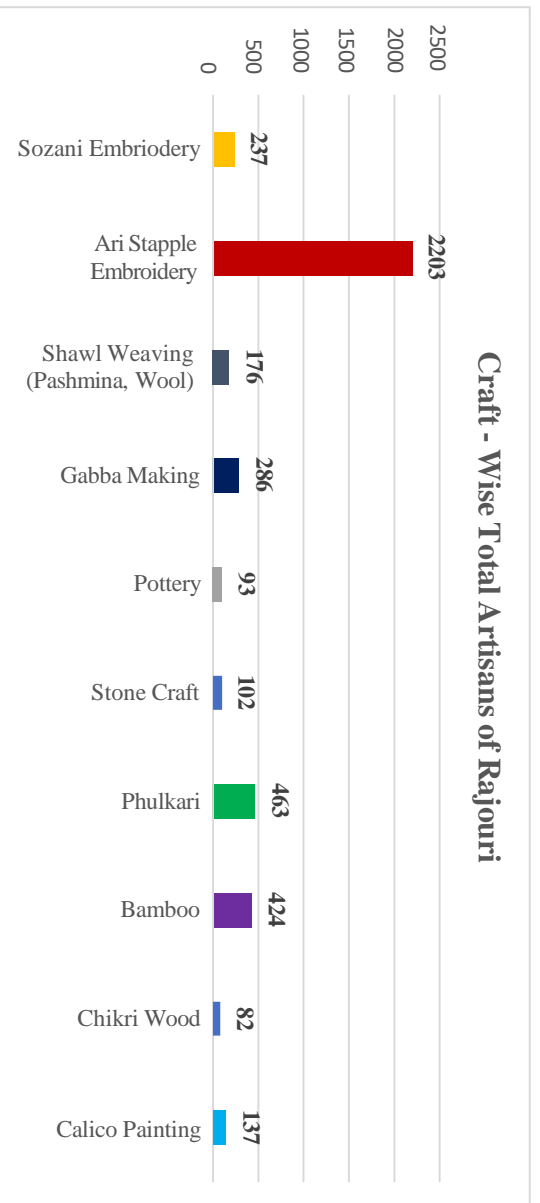 Craft - Wise Total Artisans of Rajouri
2500
2000
1500
1000
500
0
237
2203
176
286
93
102
463
424
82
137
Sozani Embriodery
Ari Stapple
Embroidery
Shawl Weaving
(Pashmina, Wool)
Gabba Making
Pottery
Stone Craft
Phulkari
Bamboo
Chikri Wood
Calico Painting